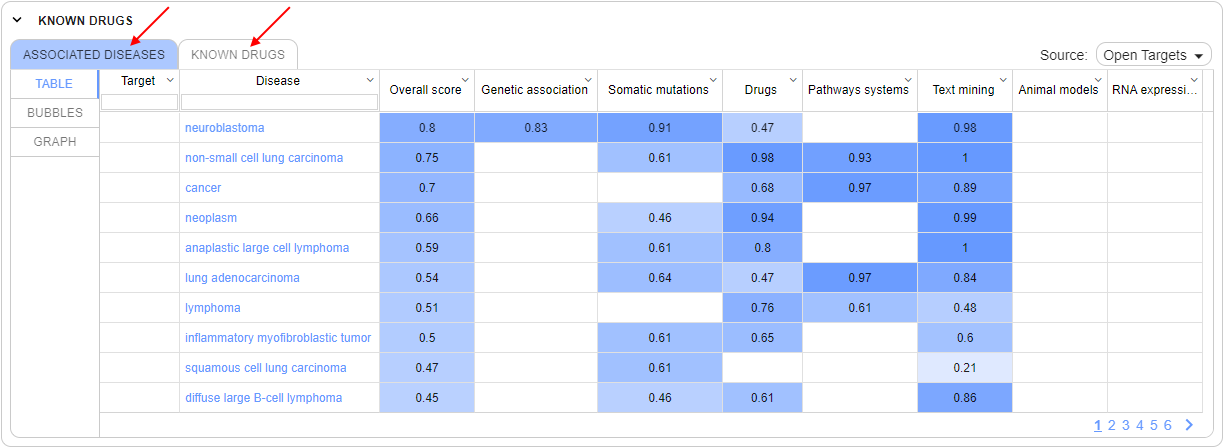 KNOWN DRUGS
ASSOCIATED DISEASES KNOWN DRUGS Source: Open Targets
TABLE Target Disease Overall score Genetic association Somatic mutations Drugs Pathways systems Text mining Animal models RNA expressi...
BUBBLES
GRAPH
neuroblastoma 0.8 0.83 0.91 0.47 0.98
non-small cell lung carcinoma 0.75 0.61 0.98 0.93 1
cancer 0.7 0.68 0.97 0.89
neoplasm 0.66 0.46 0.94 0.99
anaplastic large cell lymphoma 0.59 0.61 0.8 1
lung adenocarcinoma 0.54 0.64 0.47 0.97 0.84
lymphoma 0.51 0.76 0.61 0.48
inflammatory myofibroblastic tumor 0.5 0.61 0.65 0.6
squamous cell lung carcinoma 0.47 0.61 0.21
diffuse large B-cell lymphoma 0.45 0.46 0.61 0.86
1 2 3 4 5 6